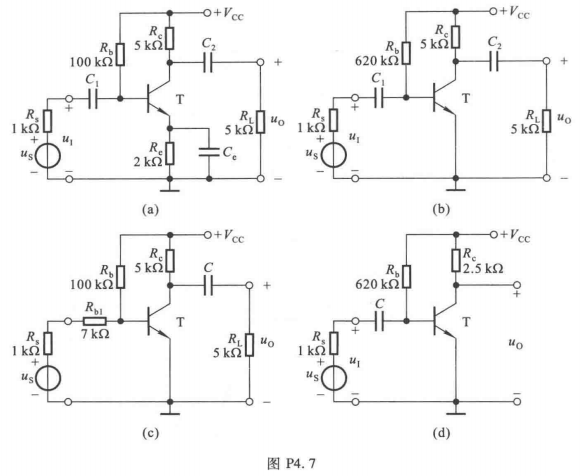 +V_CC
R_b
100 kΩ
R_c
5 kΩ
C_1
C_2
+
T
R_s
1 kΩ
+
u_I
+
u_S
−
−
R_e
2 kΩ
C_e
R_L
5 kΩ
u_O
−
(a)
+V_CC
R_b
620 kΩ
R_c
5 kΩ
C_1
C_2
+
T
R_s
1 kΩ
+
u_I
+
u_S
−
−
R_L
5 kΩ
u_O
−
(b)
+V_CC
R_b
100 kΩ
R_c
5 kΩ
C
+
R_b1
7 kΩ
T
R_s
1 kΩ
+
u_S
−
R_L
5 kΩ
u_O
−
(c)
+V_CC
R_b
620 kΩ
R_c
2.5 kΩ
C
+
T
R_s
1 kΩ
+
u_I
+
u_S
−
−
u_O
−
(d)
图 P4.7